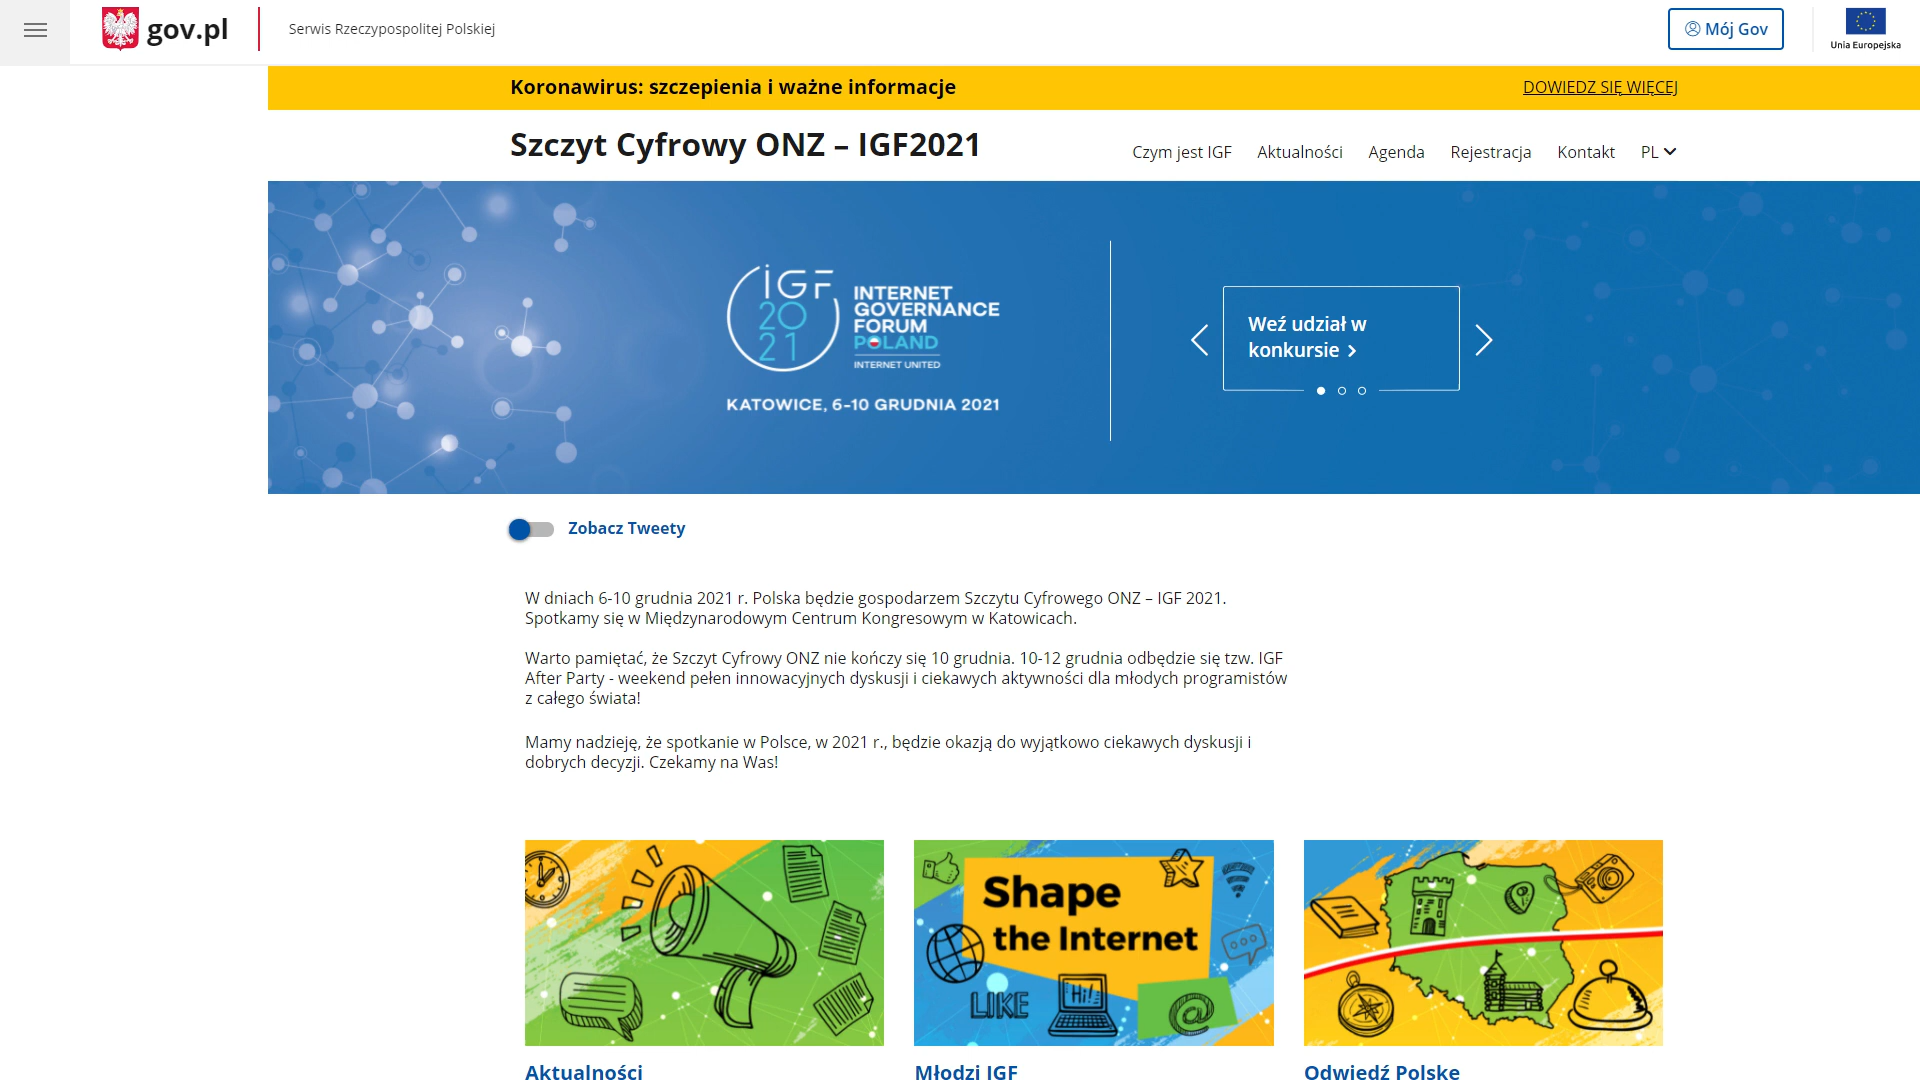 gov.pl
Serwis Rzeczypospolitej Polskiej
Mój Gov
Unia Europejska
Koronawirus: szczepienia i ważne informacje
DOWIEDZ SIĘ WIĘCEJ
Szczyt Cyfrowy ONZ – IGF2021
Czym jest IGF
Aktualności
Agenda
Rejestracja
Kontakt
PL
IGF
20
21
INTERNET
GOVERNANCE
FORUM
POLAND
INTERNET UNITED
KATOWICE, 6-10 GRUDNIA 2021
Weź udział w
konkursie
Zobacz Tweety
W dniach 6-10 grudnia 2021 r. Polska będzie gospodarzem Szczytu Cyfrowego ONZ – IGF 2021.
Spotkamy się w Międzynarodowym Centrum Kongresowym w Katowicach.
Warto pamiętać, że Szczyt Cyfrowy ONZ nie kończy się 10 grudnia. 10-12 grudnia odbędzie się tzw. IGF
After Party - weekend pełen innowacyjnych dyskusji i ciekawych aktywności dla młodych programistów
z całego świata!
Mamy nadzieję, że spotkanie w Polsce, w 2021 r., będzie okazją do wyjątkowo ciekawych dyskusji i
dobrych decyzji. Czekamy na Was!
Shape
the Internet
LIKE
Hi!
@
Aktualności
Młodzi IGF
Odwiedź Polskę